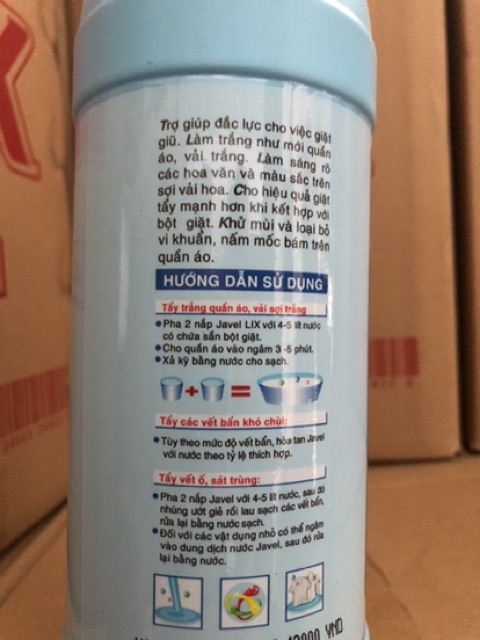 Trợ giúp đắc lực cho việc giặt
giũ. Làm trắng như mới quần
áo, vải trắng. Làm sáng rõ
các hoa văn và màu sắc trên
sợi vải hoa. Cho hiệu quả giặt
tẩy mạnh hơn khi kết hợp với
bột giặt. Khử mùi và loại bỏ
vi khuẩn, nấm mốc bám trên
quần áo.
HƯỚNG DẪN SỬ DỤNG
Tẩy trắng quần áo, vải sợi trắng
• Pha 2 nắp Javel LIX với 4-5 lít nước
có chứa sẵn bột giặt.
• Cho quần áo vào ngâm 3 -5 phút.
• Xả kỹ bằng nước cho sạch.
+ =
Tẩy các vết bẩn khó chùi:
• Tùy theo mức độ vết bẩn, hòa tan Javel
với nước theo tỷ lệ thích hợp.
Tẩy vết ố, sát trùng:
• Pha 2 nắp Javel với 4-5 lít nước, sau đó
nhúng ướt giẻ rồi lau sạch các vết bẩn,
rửa lại bằng nước sạch.
• Đối với các vật dụng nhỏ có thể ngâm
vào dung dịch nước Javel, sau đó rửa
lại bằng nước.
VND